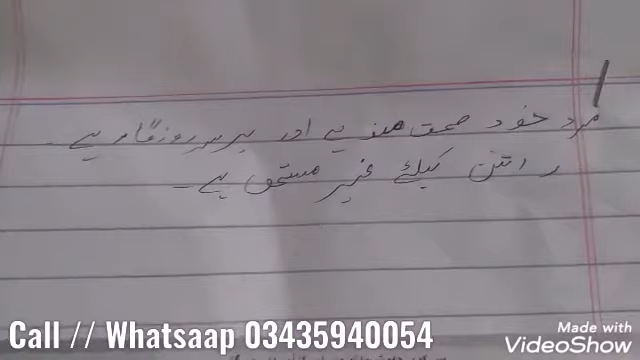 مرد خود صحت مند ہے اور برسر روزگار ہے۔
راشن کیلئے غیر مستحق ہے۔
Call // Whatsaap 03435940054
Made with
VideoShow